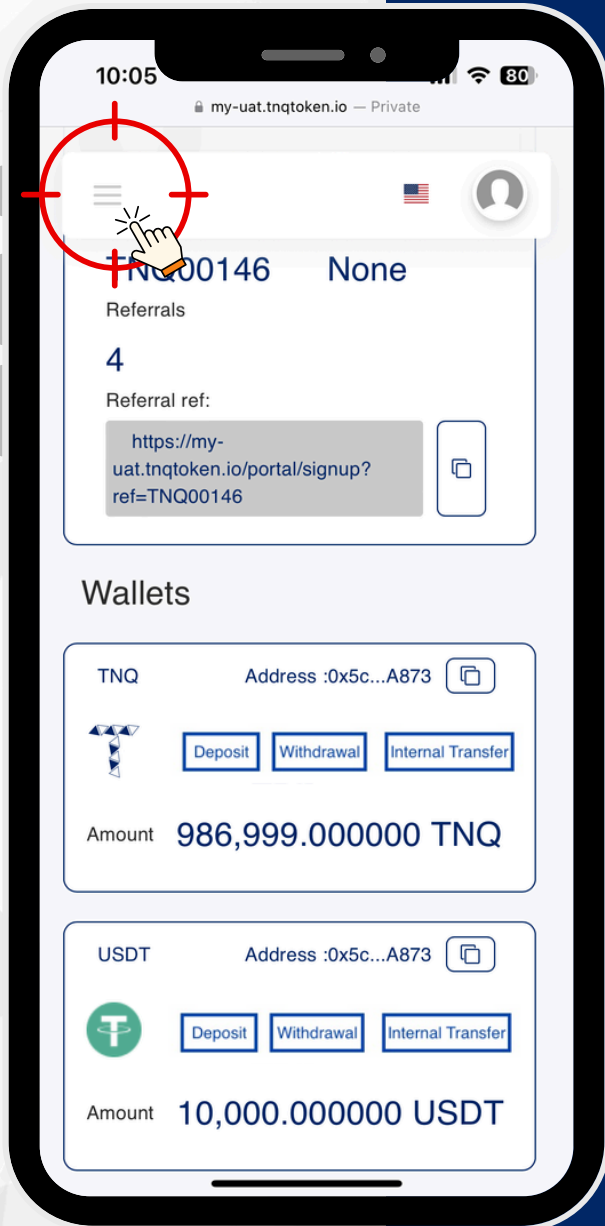 10:05
80
my-uat.tnqtoken.io — Private
TNQ00146 None
Referrals
4
Referral ref:
https://my-
uat.tnqtoken.io/portal/signup?
ref=TNQ00146
Wallets
TNQ Address :0x5c...A873
Deposit Withdrawal Internal Transfer
Amount 986,999.000000 TNQ
USDT Address :0x5c...A873
Deposit Withdrawal Internal Transfer
Amount 10,000.000000 USDT